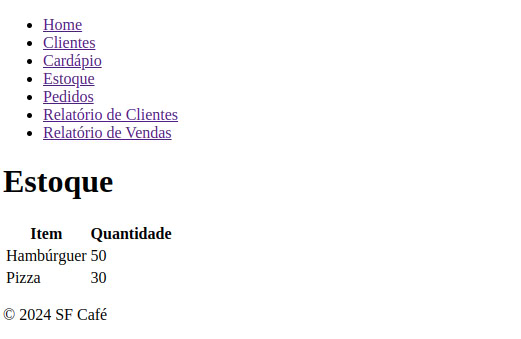 Home
Clientes
Cardápio
Estoque
Pedidos
Relatório de Clientes
Relatório de Vendas
Estoque
Item Quantidade
Hambúrguer 50
Pizza 30
© 2024 SF Café